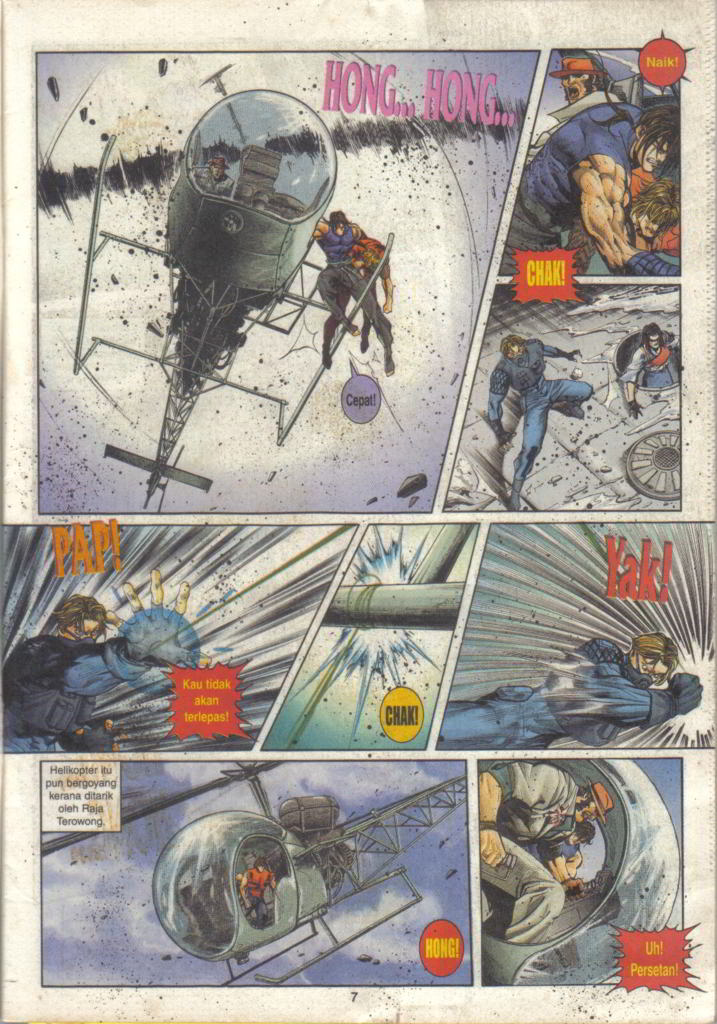 HONG... HONG...
Cepat!
Naik!
CHAK!
PAP!
Kau tidak
akan
terlepas!
CHAK!
Yak!
Helikopter itu
pun bergoyang
kerana ditarik
oleh Raja
Terowong.
HONG!
Uh!
Persetan!
7